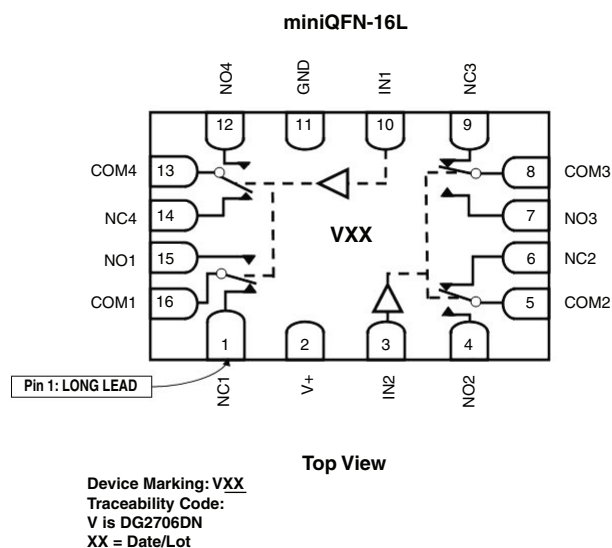 miniQFN-16L
NO4
GND
IN1
NC3
12
11
10
9
COM4
13
8
COM3
NC4
14
7
NO3
VXX
NO1
15
6
NC2
COM1
16
5
COM2
1
2
3
4
Pin 1: LONG LEAD
NC1
V+
IN2
NO2
Top View
Device Marking: VXX
Traceability Code:
V is DG2706DN
XX = Date/Lot